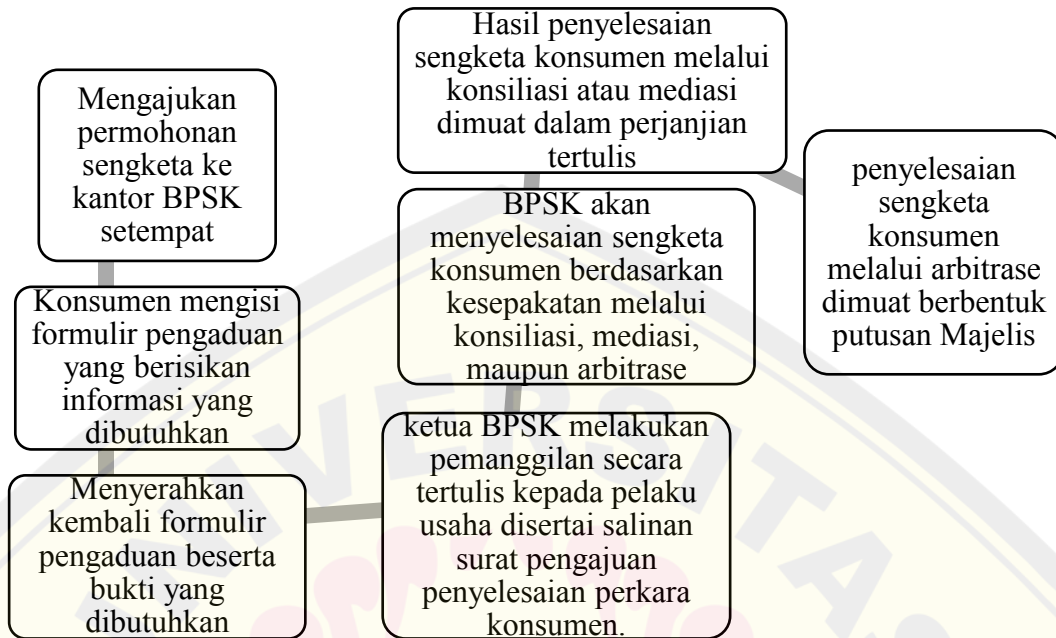 Mengajukan
permohonan
sengketa ke
kantor BPSK
setempat
Konsumen mengisi
formulir pengaduan
yang berisikan
informasi yang
dibutuhkan
Menyerahkan
kembali formulir
pengaduan beserta
bukti yang
dibutuhkan
ketua BPSK melakukan
pemanggilan secara
tertulis kepada pelaku
usaha disertai salinan
surat pengajuan
penyelesaian perkara
konsumen.
BPSK akan
menyelesaian sengketa
konsumen berdasarkan
kesepakatan melalui
konsiliasi, mediasi,
maupun arbitrase
Hasil penyelesaian
sengketa konsumen melalui
konsiliasi atau mediasi
dimuat dalam perjanjian
tertulis
penyelesaian
sengketa
konsumen
melalui arbitrase
dimuat berbentuk
putusan Majelis